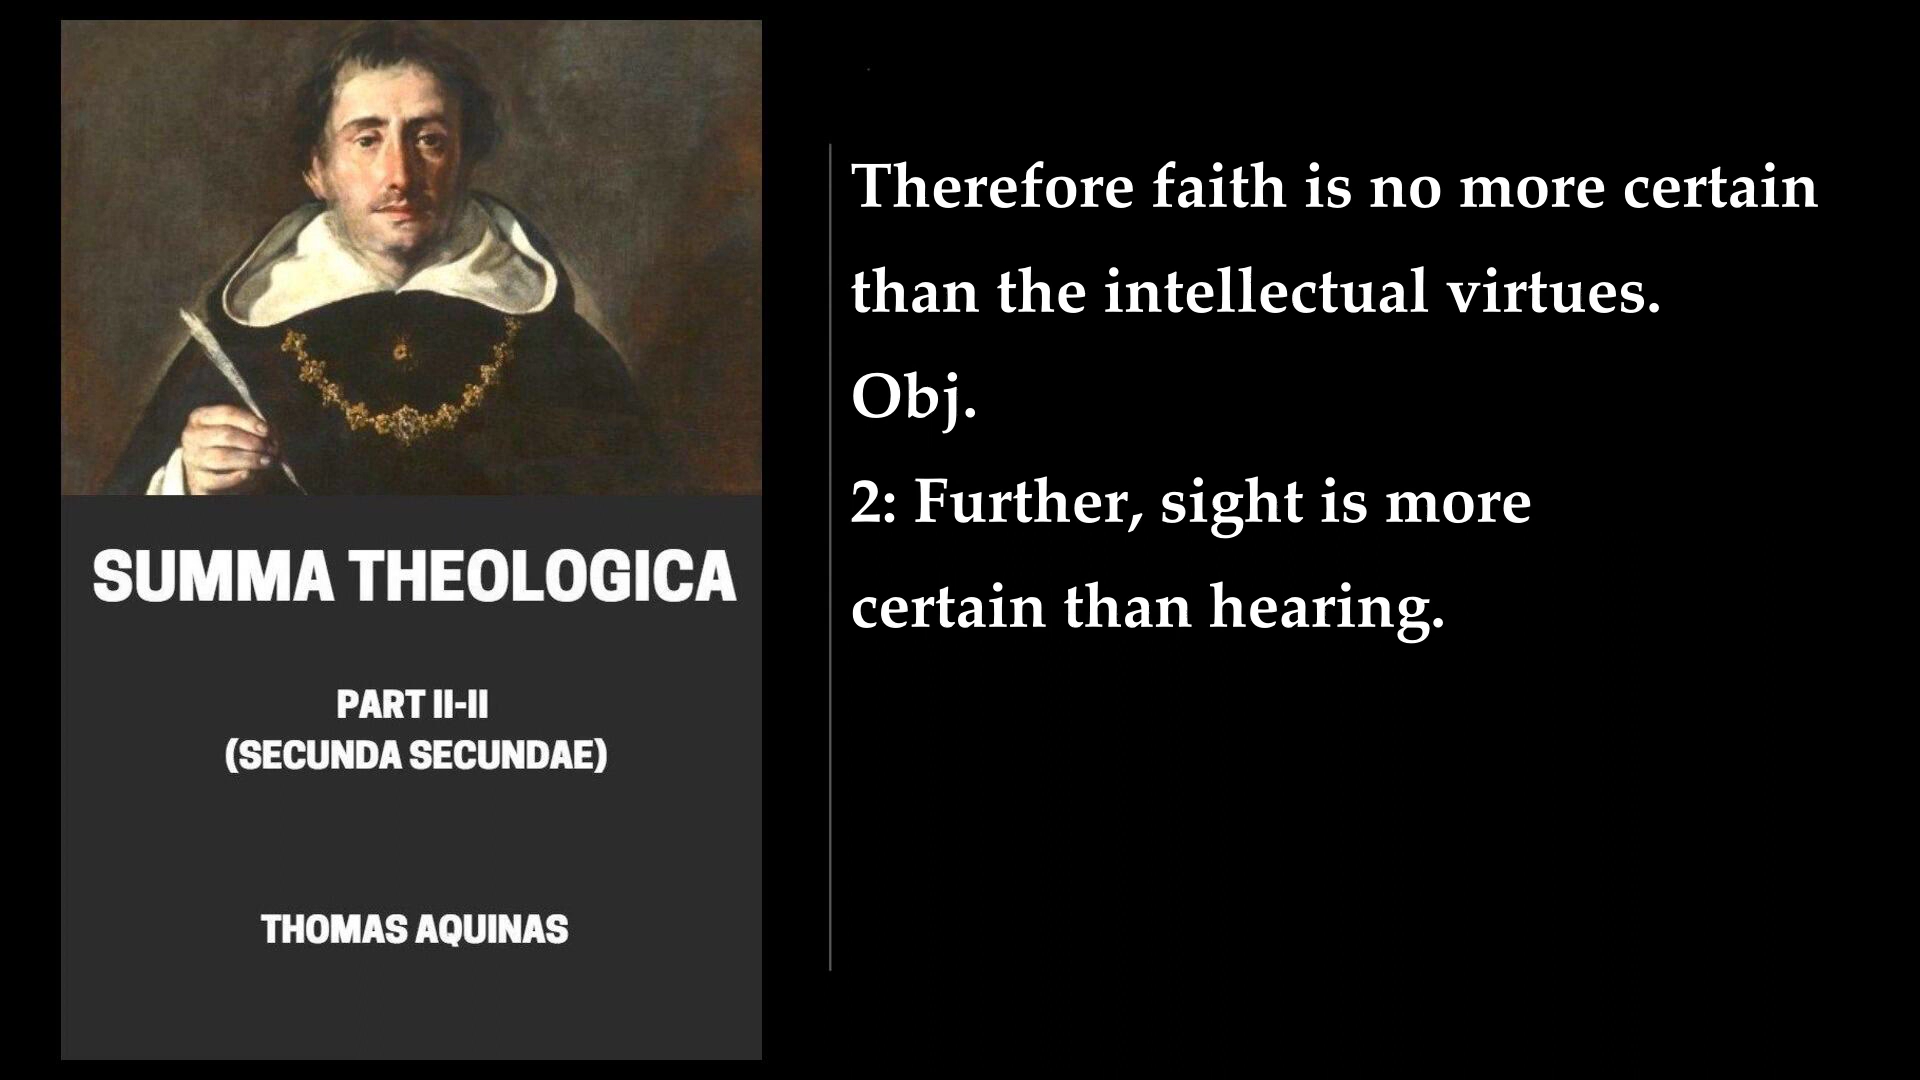 SUMMA THEOLOGICA
PART II-II
(SECUNDA SECUNDAE)
THOMAS AQUINAS
Therefore faith is no more certain
than the intellectual virtues.
Obj.
2: Further, sight is more
certain than hearing.